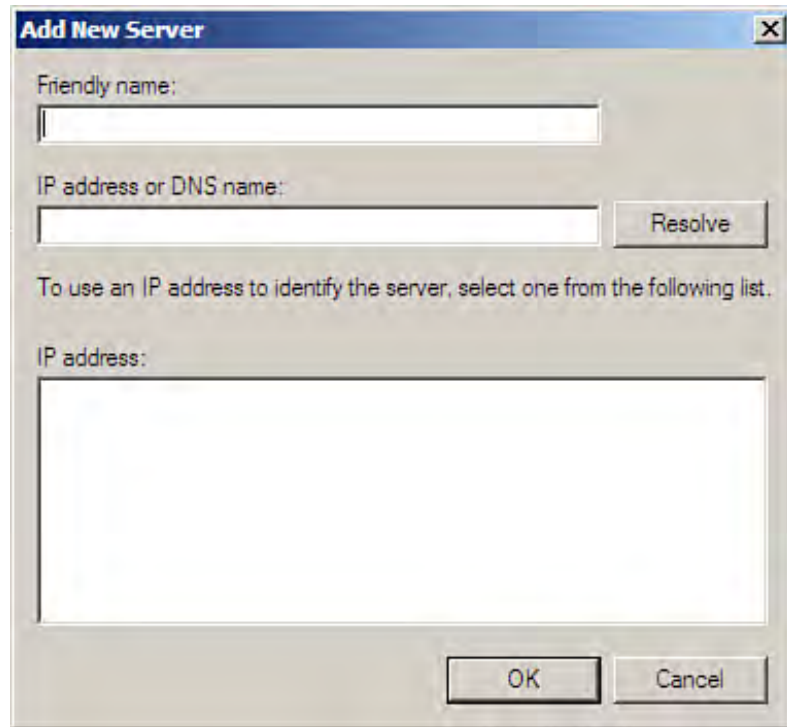 Add New Server
Friendly name:
IP address or DNS name:
Resolve
To use an IP address to identify the server, select one from the following list.
IP address:
OK
Cancel